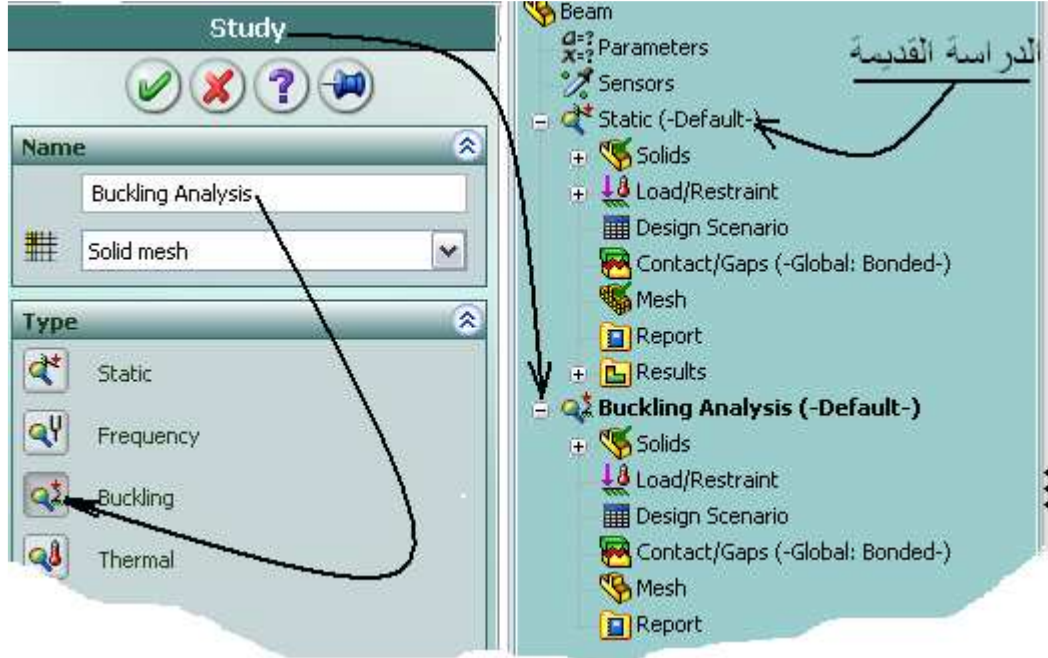 Study
Name
Buckling Analysis
Solid mesh
Type
Static
Frequency
Buckling
Thermal
Beam
a=?
x=?
Parameters
Sensors
الدراسة القديمة
Static (-Default-)
Solids
Load/Restraint
Design Scenario
Contact/Gaps (-Global: Bonded-)
Mesh
Report
Results
Buckling Analysis (-Default-)
Solids
Load/Restraint
Design Scenario
Contact/Gaps (-Global: Bonded-)
Mesh
Report